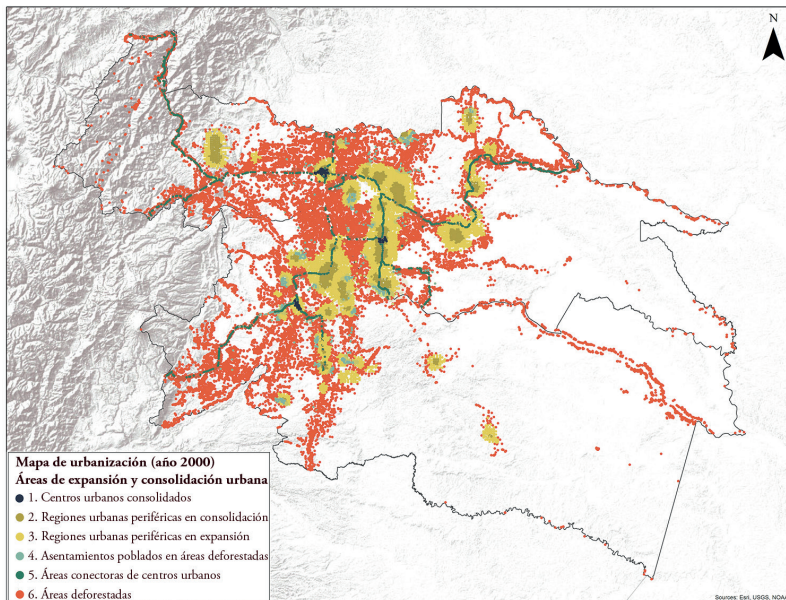 N
Mapa de urbanización (año 2000)
Áreas de expansión y consolidación urbana
1. Centros urbanos consolidados
2. Regiones urbanas periféricas en consolidación
3. Regiones urbanas periféricas en expansión
4. Asentamientos poblados en áreas deforestadas
5. Áreas conectoras de centros urbanos
6. Áreas deforestadas
Sources: Esri, USGS, NOAA